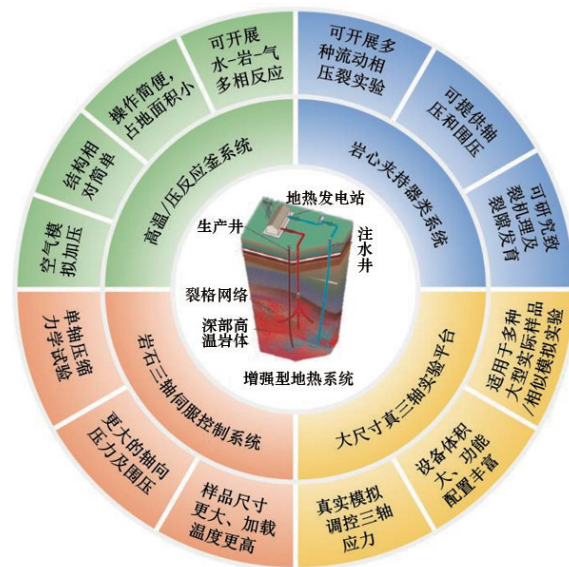 可开展
水-岩-气
多相反应
操作简便,
占地面积小
结构相
对简单
空气模
拟加压
高温/压反应釜系统
可开展多
种流动相
压裂实验
可提供轴
压和围压
可研究致
裂机理及
裂隙发育
岩心夹持器类系统
适用于多种
大型实际样品
/相似模拟实验
设备体积
大、功能
配置丰富
真实模拟
调控三轴
应力
大尺寸真三轴实验平台
样品尺寸
更大、加载
温度更高
更大的轴向
压力及围压
单轴压缩
力学试验
岩石三轴伺服控制系统
地热发电站
生产井
注
水
井
裂格网络
深部高
温岩体
增强型地热系统